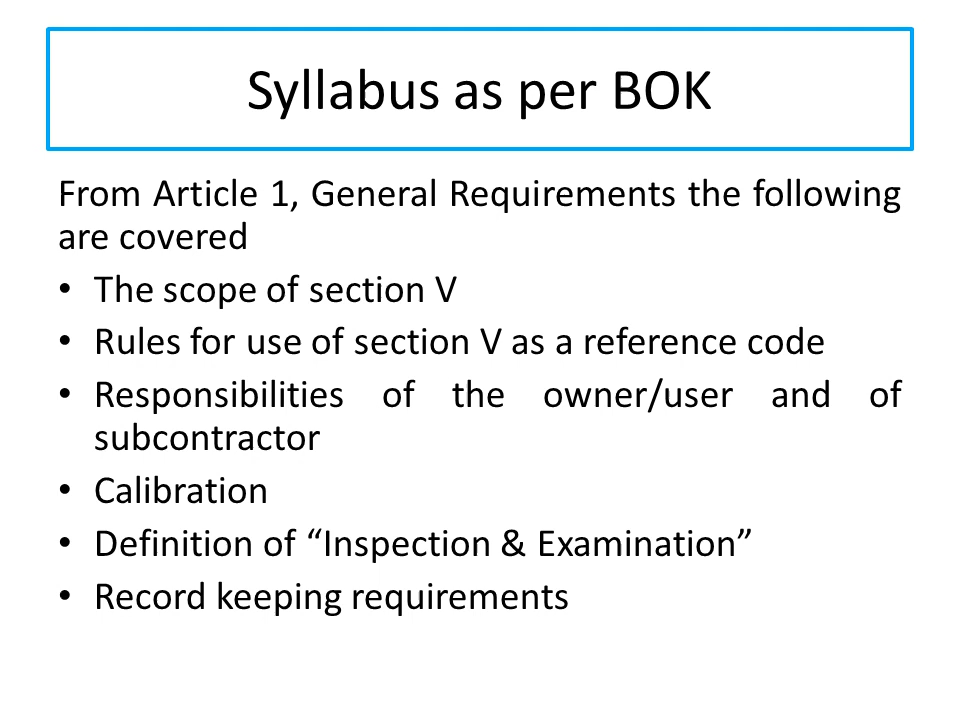 Syllabus as per BOK
From Article 1, General Requirements the following
are covered
• The scope of section V
• Rules for use of section V as a reference code
• Responsibilities of the owner/user and of
subcontractor
• Calibration
• Definition of “Inspection & Examination”
• Record keeping requirements